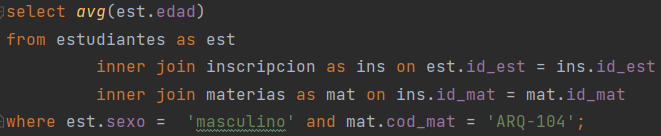 select avg(est.edad)
from estudiantes as est
inner join inscripcion as ins on est.id_est = ins.id_est
inner join materias as mat on ins.id_mat = mat.id_mat
where est.sexo =  'masculino' and mat.cod_mat = 'ARQ-104';